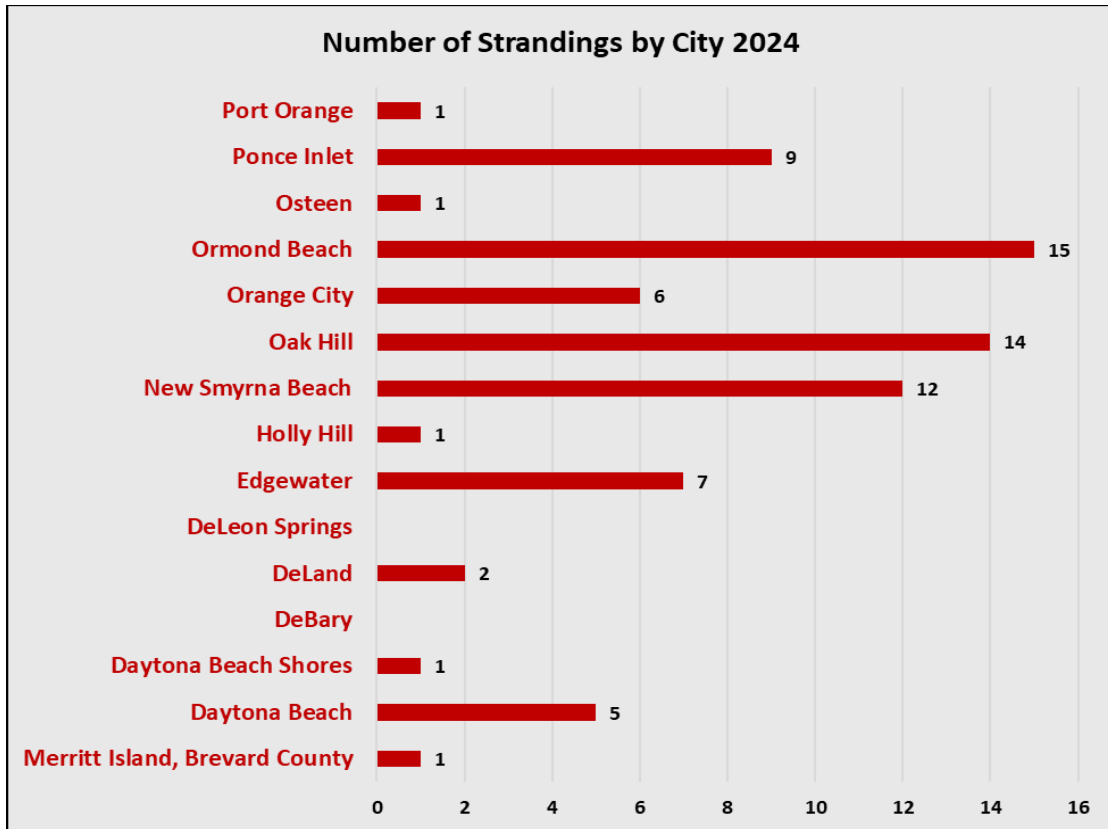 Number of Strandings by City 2024
Port Orange 1
Ponce Inlet 9
Osteen 1
Ormond Beach 15
Orange City 6
Oak Hill 14
New Smyrna Beach 12
Holly Hill 1
Edgewater 7
DeLeon Springs
DeLand 2
DeBary
Daytona Beach Shores 1
Daytona Beach 5
Merritt Island, Brevard County 1
0 2 4 6 8 10 12 14 16